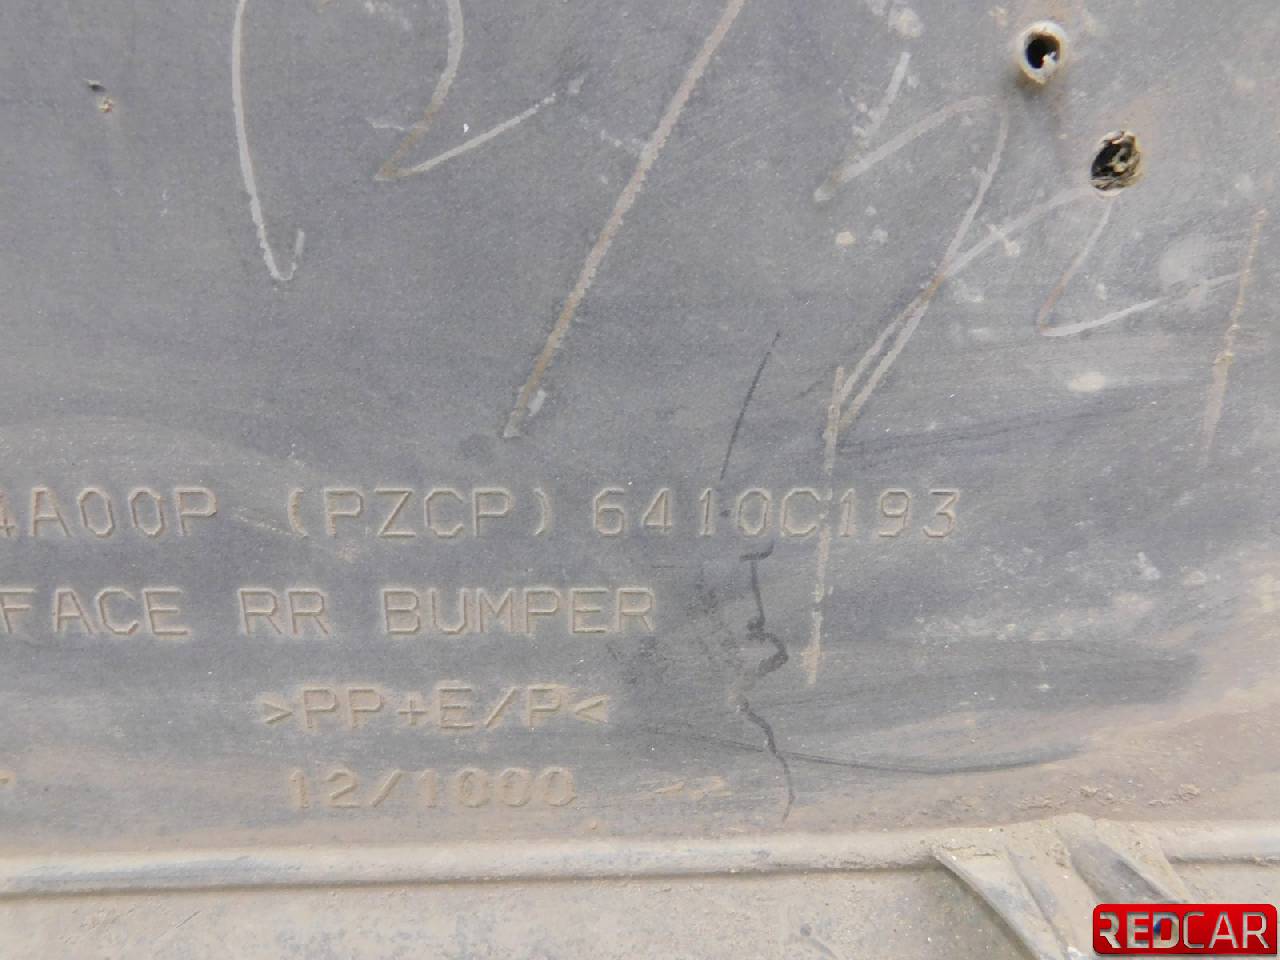 4A00P (PZCP) 6410C193
FACE RR BUMPER
>PP+E/P<
12/1000
REDCAR